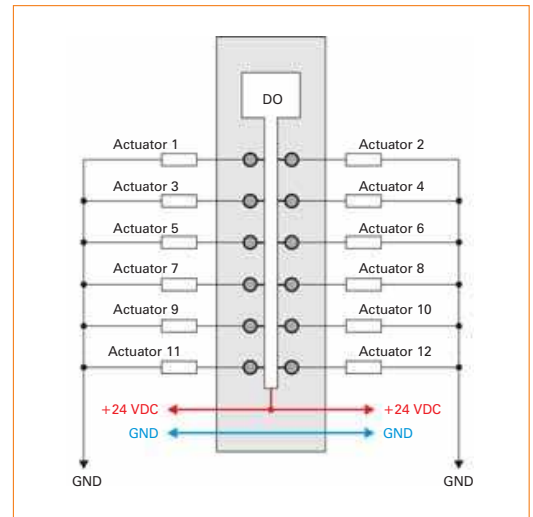 DO
Actuator 1 Actuator 2
Actuator 3 Actuator 4
Actuator 5 Actuator 6
Actuator 7 Actuator 8
Actuator 9 Actuator 10
Actuator 11 Actuator 12
+24 VDC +24 VDC
GND GND
GND GND